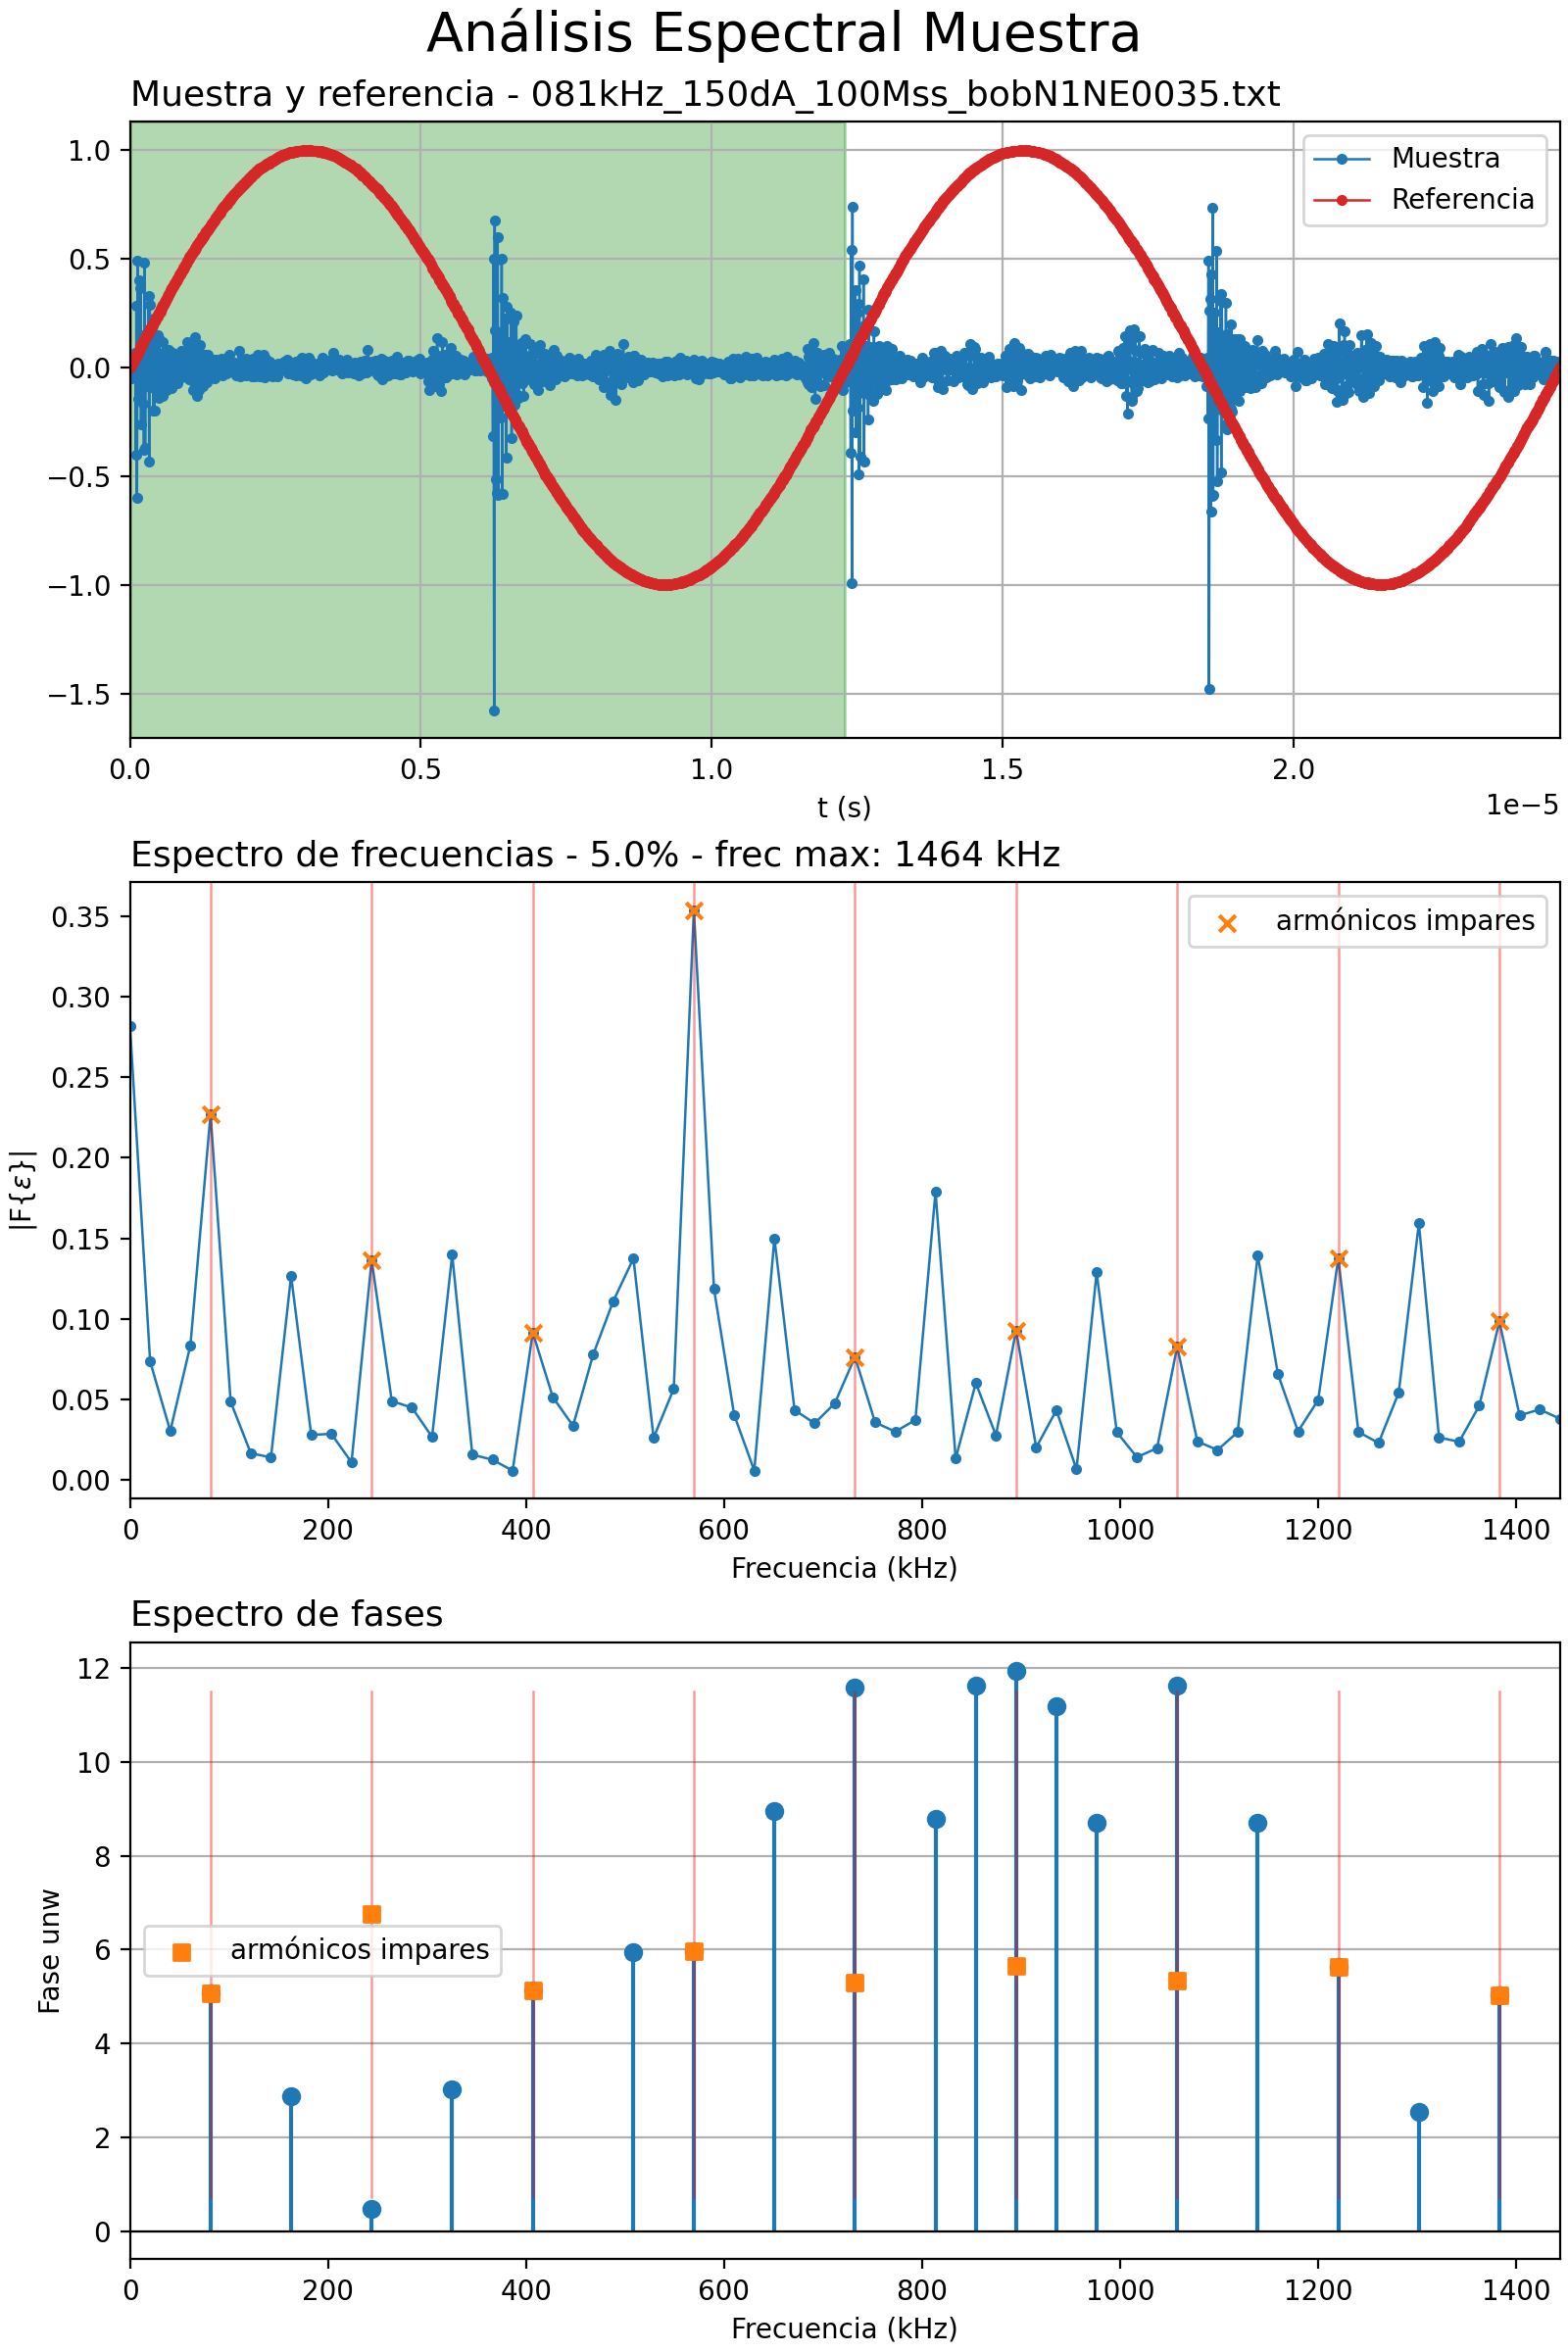 Análisis Espectral Muestra
Muestra y referencia - 081kHz_150dA_100Mss_bobN1NE0035.txt
1.0
0.5
0.0
−0.5
−1.0
−1.5
Muestra
Referencia
0.0 0.5 1.0 1.5 2.0
t (s)
1e−5
Espectro de frecuencias - 5.0% - frec max: 1464 kHz
|F{ε}|
0.35
0.30
0.25
0.20
0.15
0.10
0.05
0.00
armónicos impares
0 200 400 600 800 1000 1200 1400
Frecuencia (kHz)
Espectro de fases
Fase unw
12
10
8
6
4
2
0
armónicos impares
0 200 400 600 800 1000 1200 1400
Frecuencia (kHz)